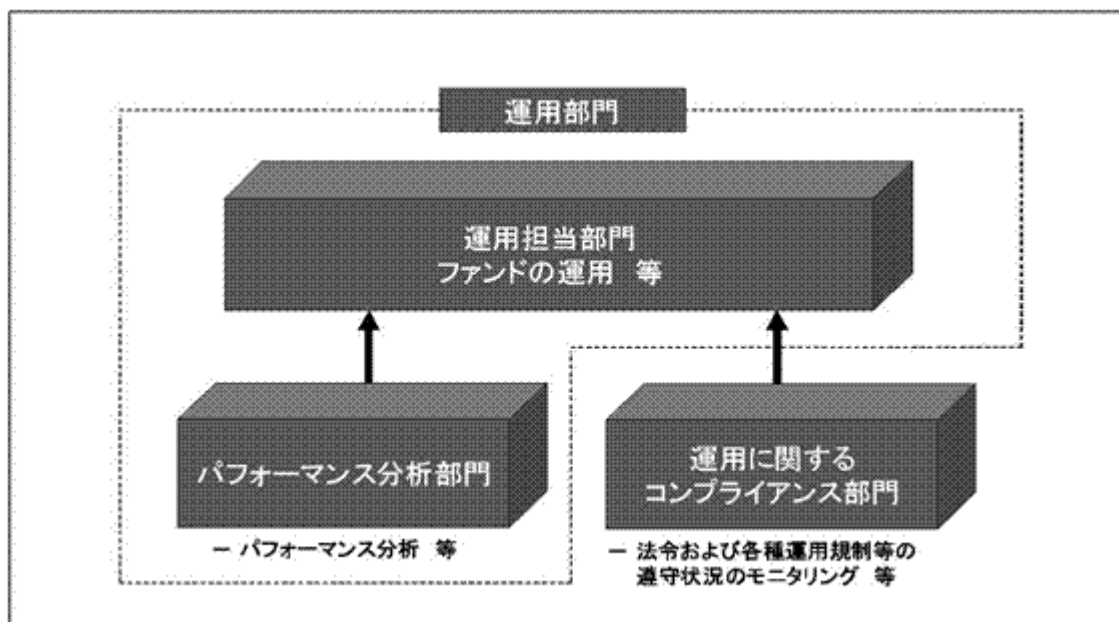 運用部門
運用担当部門
ファンドの運用 等
パフォーマンス分析部門
− パフォーマンス分析 等
運用に関する
コンプライアンス部門
− 法令および各種運用規制等の
遵守状況のモニタリング 等